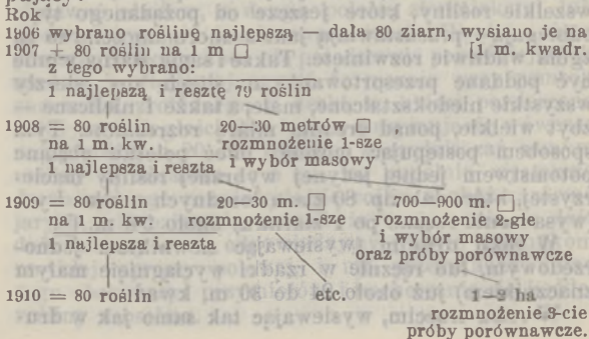 Rok
1906 wybrano roślinę najlepszą — dała 80 ziarn, wysiano je na
1907 + 80 roślin na 1 m □ [1 m. kwadr.
z tego wybrano:
1 najlepszą i resztę 79 roślin
1908 = 80 roślin 20—30 metrów □
na 1 m. kw. rozmnożenie 1-sze
1 najlepsza i reszta i wybór masowy
1909 = 80 roślin 20—30 m. □ 700—900 m. □
na 1 m. kw. rozmnożenie 1-sze rozmnożenie 2-gie
1 najlepsza i reszta i wybór masowy
oraz próby porównawcze
1910 = 80 roślin etc. 1—2 ha
rozmnożenie 3-cie
próby porównawcze.